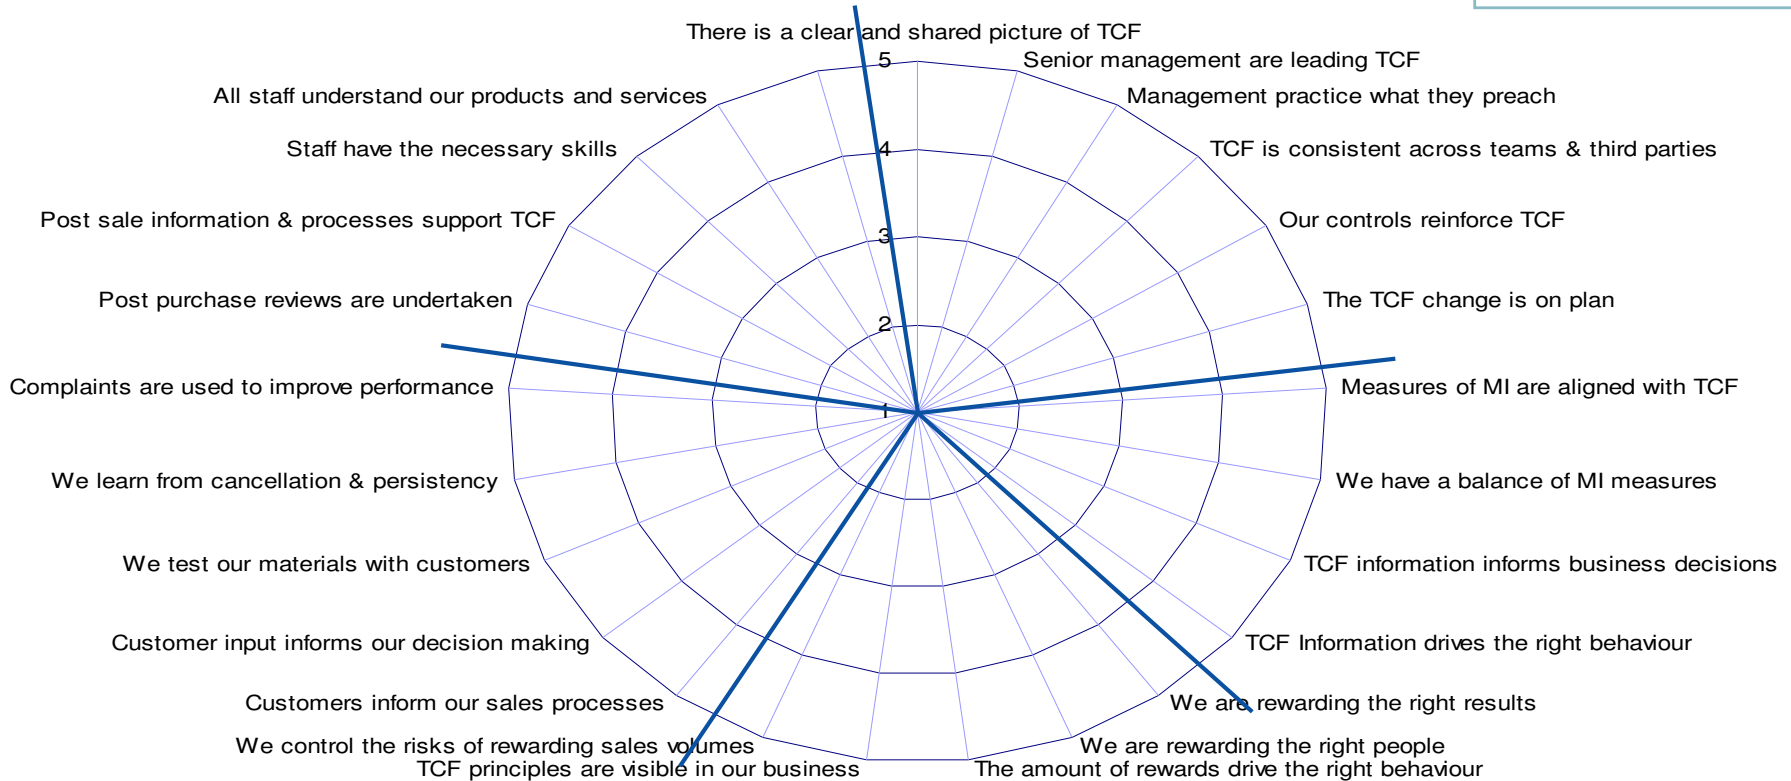 There is a clear and shared picture of TCF
5
Senior management are leading TCF
All staff understand our products and services
Management practice what they preach
4
Staff have the necessary skills
TCF is consistent across teams & third parties
Post sale information & processes support TCF
Our controls reinforce TCF
3
Post purchase reviews are undertaken
The TCF change is on plan
2
Complaints are used to improve performance
Measures of MI are aligned with TCF
1
We learn from cancellation & persistency
We have a balance of MI measures
We test our materials with customers
TCF information informs business decisions
Customer input informs our decision making
TCF Information drives the right behaviour
Customers inform our sales processes
We are rewarding the right results
We control the risks of rewarding sales volumes
We are rewarding the right people
TCF principles are visible in our business
The amount of rewards drive the right behaviour